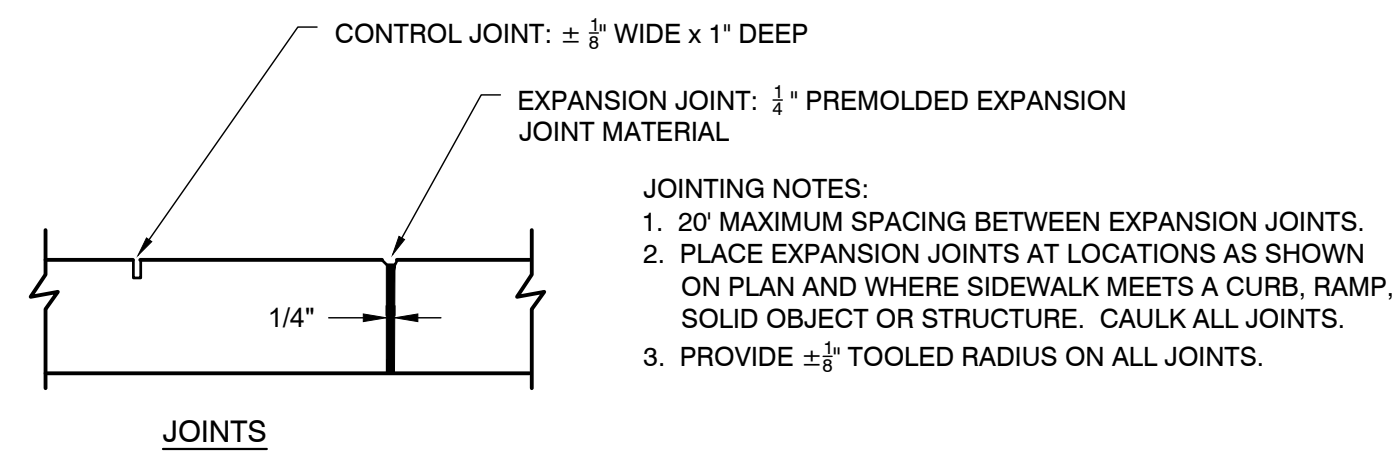 CONTROL JOINT: ± 1/8" WIDE x 1" DEEP
EXPANSION JOINT: 1/4" PREMOLDED EXPANSION
JOINT MATERIAL
JOINTING NOTES:
1. 20' MAXIMUM SPACING BETWEEN EXPANSION JOINTS.
2. PLACE EXPANSION JOINTS AT LOCATIONS AS SHOWN
ON PLAN AND WHERE SIDEWALK MEETS A CURB, RAMP,
SOLID OBJECT OR STRUCTURE. CAULK ALL JOINTS.
3. PROVIDE ±1/8" TOOLED RADIUS ON ALL JOINTS.
1/4"
JOINTS